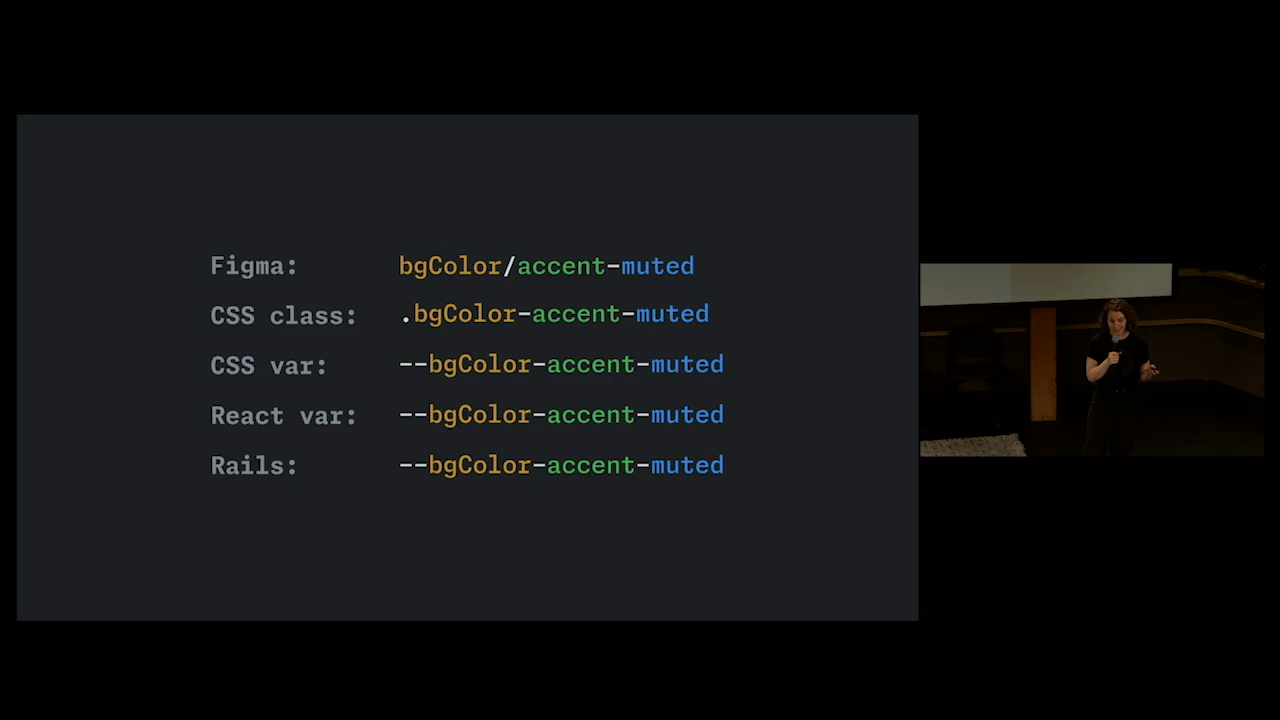 Figma: bgColor/accent-muted
CSS class: .bgColor-accent-muted
CSS var: --bgColor-accent-muted
React var: --bgColor-accent-muted
Rails: --bgColor-accent-muted